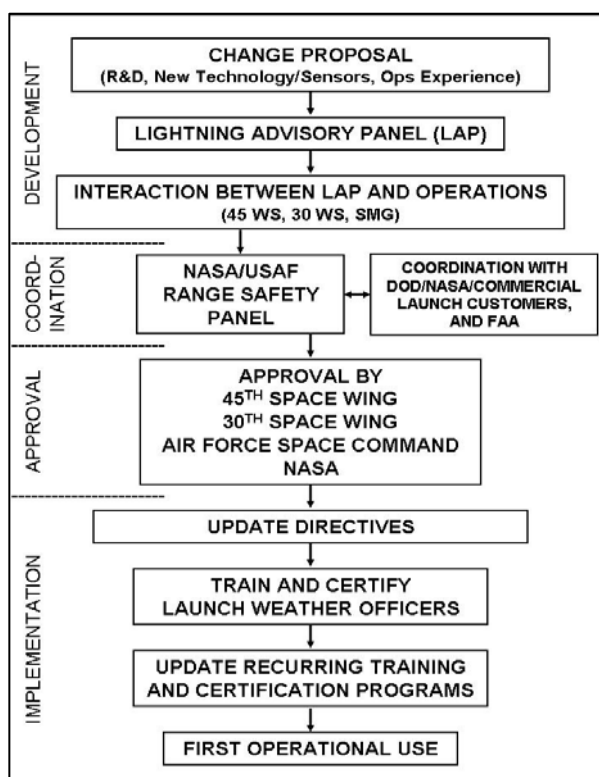 DEVELOPMENT
CHANGE PROPOSAL
(R&D, New Technology/Sensors, Ops Experience)
LIGHTNING ADVISORY PANEL (LAP)
INTERACTION BETWEEN LAP AND OPERATIONS
(45 WS, 30 WS, SMG)
COORD-
INATION
NASA/USAF
RANGE SAFETY
PANEL
COORDINATION WITH
DOD/NASA/COMMERCIAL
LAUNCH CUSTOMERS,
AND FAA
APPROVAL
APPROVAL BY
45TH SPACE WING
30TH SPACE WING
AIR FORCE SPACE COMMAND
NASA
IMPLEMENTATION
UPDATE DIRECTIVES
TRAIN AND CERTIFY
LAUNCH WEATHER OFFICERS
UPDATE RECURRING TRAINING
AND CERTIFICATION PROGRAMS
FIRST OPERATIONAL USE